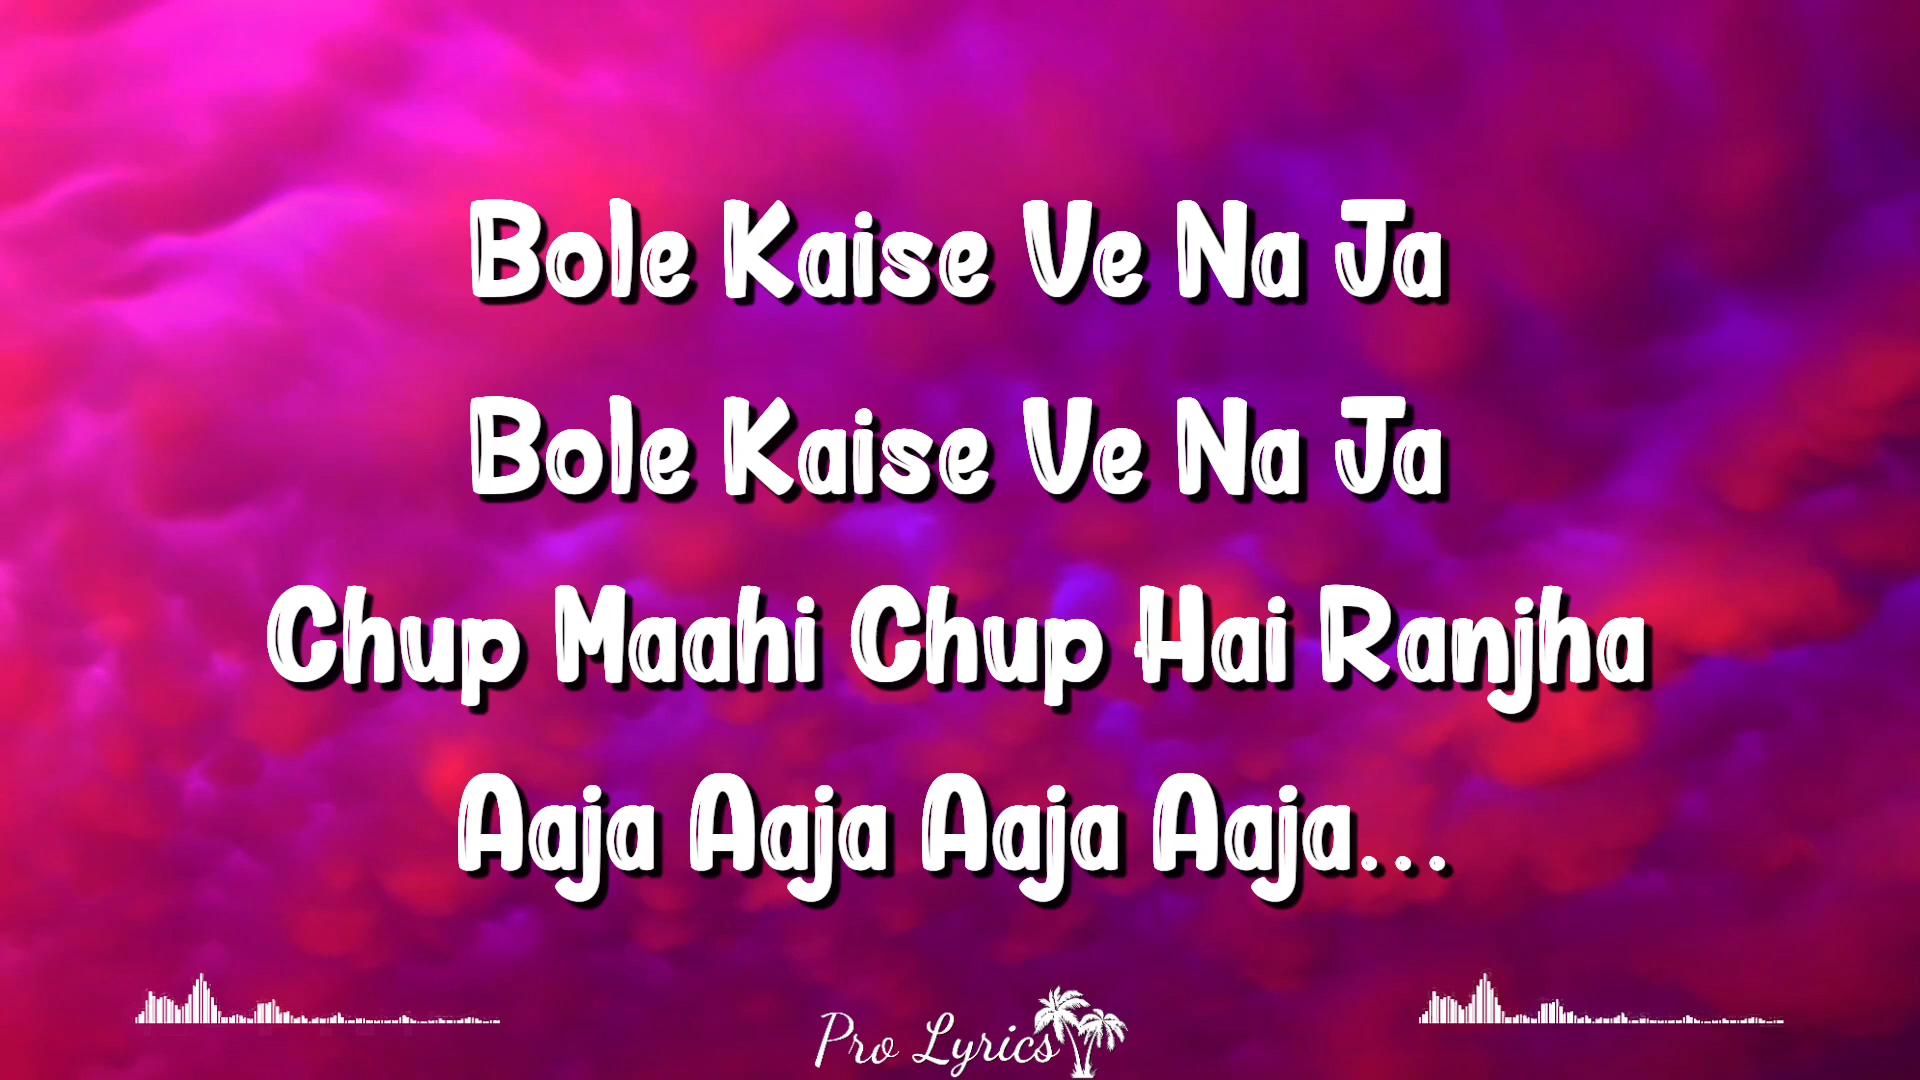 Bole Kaise Ve Na Ja
Bole Kaise Ve Na Ja
Chup Maahi Chup Hai Ranjha
Aaja Aaja Aaja Aaja...
Pro Lyrics